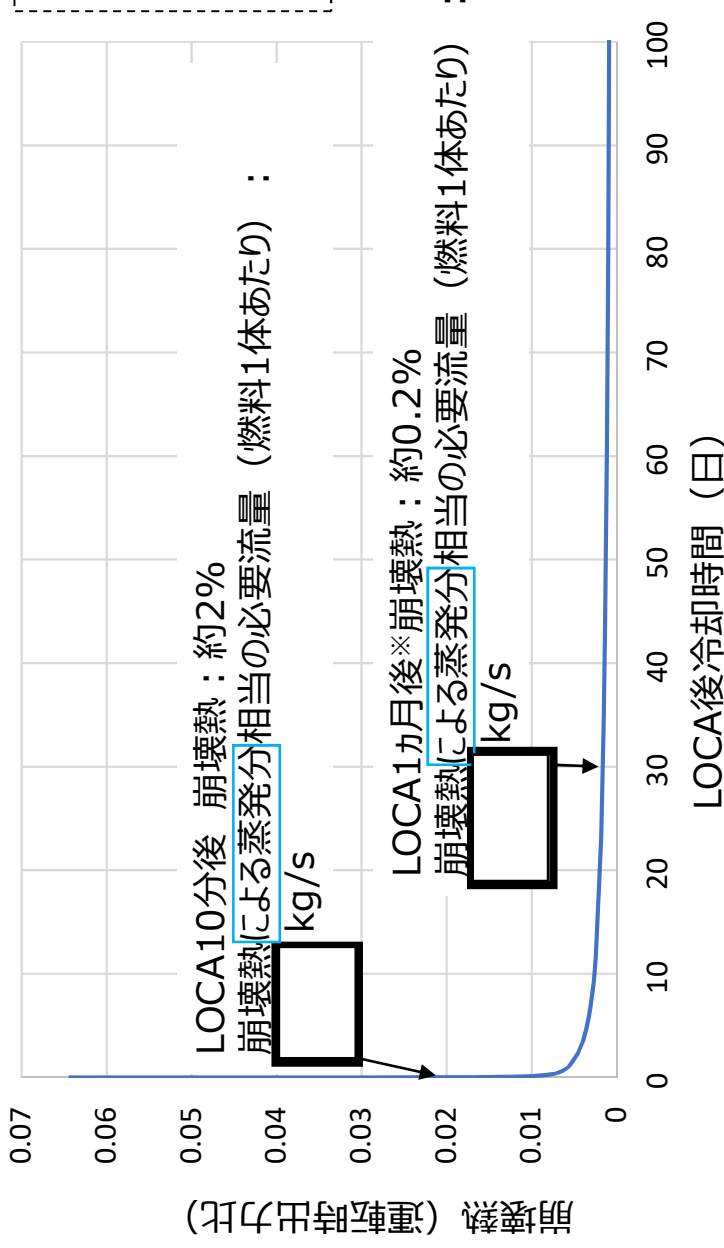 崩壊熱（運転時出力比）
0.07
0.06
0.05
0.04
0.03
0.02
0.01
0
LOCA10分後 崩壊熱：約2%
崩壊熱による蒸発分相当の必要流量（燃料1体あたり）：
kg/s
LOCA1ヵ月後※崩壊熱：約0.2%
崩壊熱による蒸発分相当の必要流量（燃料1体あたり）：
kg/s
0 10 20 30 40 50 60 70 80 90 100
LOCA後冷却時間（日）